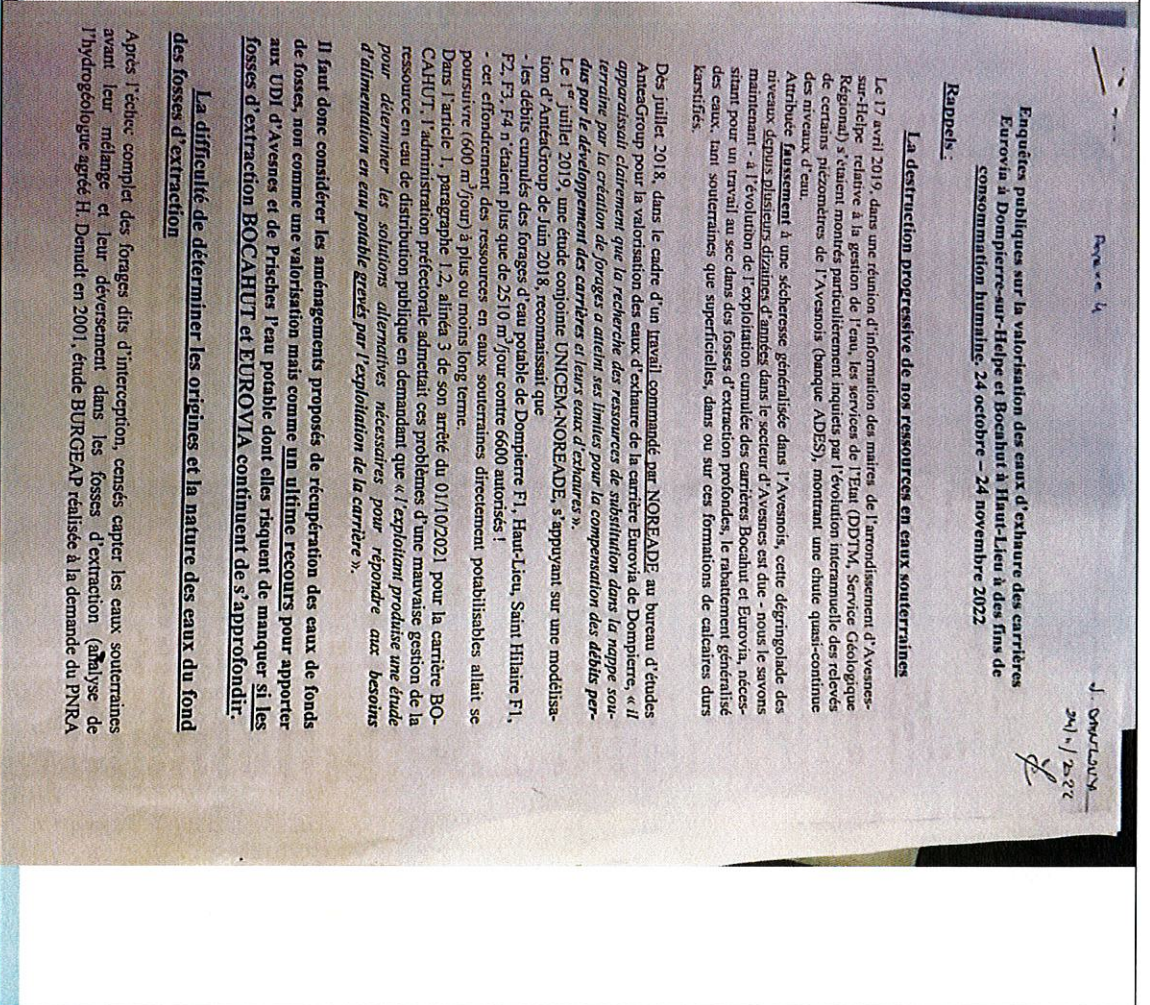 Annexe 4
J. DANLOUX
24/11/2022
Enquêtes publiques sur la valorisation des eaux d'exhaure des carrières
Eurovia à Dompierre-sur-Helpe et Bocahut à Haut-Lieu à des fins de
consommation humaine, 24 octobre – 24 novembre 2022
Rappels :
La destruction progressive de nos ressources en eaux souterraines
Le 17 avril 2019, dans une réunion d'information des maires de l'arrondissement d'Avesnes-
sur-Helpe relative à la gestion de l'eau, les services de l'Etat (DDTM, Service Géologique
Régional) s'étaient montrés particulièrement inquiets par l'évolution interannuelle des relevés
de certains piézomètres de l'Avesnois (banque ADES), montrant une chute quasi-continue
des niveaux d'eau.
Attribuée faussement à une sécheresse généralisée dans l'Avesnois, cette dégringolade des
niveaux depuis plusieurs dizaines d'années dans le secteur d'Avesnes est due - nous le savons
maintenant - à l'évolution de l'exploitation cumulée des carrières Bocahut et Eurovia, néces-
sitant pour un travail au sec dans des fosses d'extraction profondes, le rabattement généralisé
des eaux, tant souterraines que superficielles, dans ou sur ces formations de calcaires durs
karstifiés.
Dès juillet 2018, dans le cadre d'un travail commandé par NOREADE au bureau d'études
AnteaGroup pour la valorisation des eaux d'exhaure de la carrière Eurovia de Dompierre, « il
apparaissait clairement que la recherche des ressources de substitution dans la nappe sou-
terraine par la création de forages a atteint ses limites pour la compensation des débits per-
dus par le développement des carrières et leurs eaux d'exhaures ».
Le 1er juillet 2019, une étude conjointe UNICEM-NOREADE, s'appuyant sur une modélisa-
tion d'AntéaGroup de Juin 2018, reconnaissait que
- les débits cumulés des forages d'eau potable de Dompierre F1, Haut-Lieu, Saint Hilaire F1,
F2, F3, F4 n'étaient plus que de 2510 m³/jour contre 6600 autorisés !
- cet effondrement des ressources en eaux souterraines directement potabilisables allait se
poursuivre (600 m³/jour) à plus ou moins long terme.
Dans l'article 1, paragraphe 1.2, alinéa 3 de son arrêté du 01/10/2021 pour la carrière BO-
CAHUT, l'administration préfectorale admettait ces problèmes d'une mauvaise gestion de la
ressource en eau de distribution publique en demandant que « l'exploitant produise une étude
pour déterminer les solutions alternatives nécessaires pour répondre aux besoins
d'alimentation en eau potable grevés par l'exploitation de la carrière ».
Il faut donc considérer les aménagements proposés de récupération des eaux de fonds
de fosses, non comme une valorisation mais comme un ultime recours pour apporter
aux UDI d'Avesnes et de Prisches l'eau potable dont elles risquent de manquer si les
fosses d'extraction BOCAHUT et EUROVIA continuent de s'approfondir.
La difficulté de déterminer les origines et la nature des eaux du fond
des fosses d'extraction
Après l'échec complet des forages dits d'interception, censés capter les eaux souterraines
avant leur mélange et leur déversement dans les fosses d'extraction (analyse de
l'hydrogéologue agréé H. Denudt en 2001, étude BURGEAP réalisée à la demande du PNRA